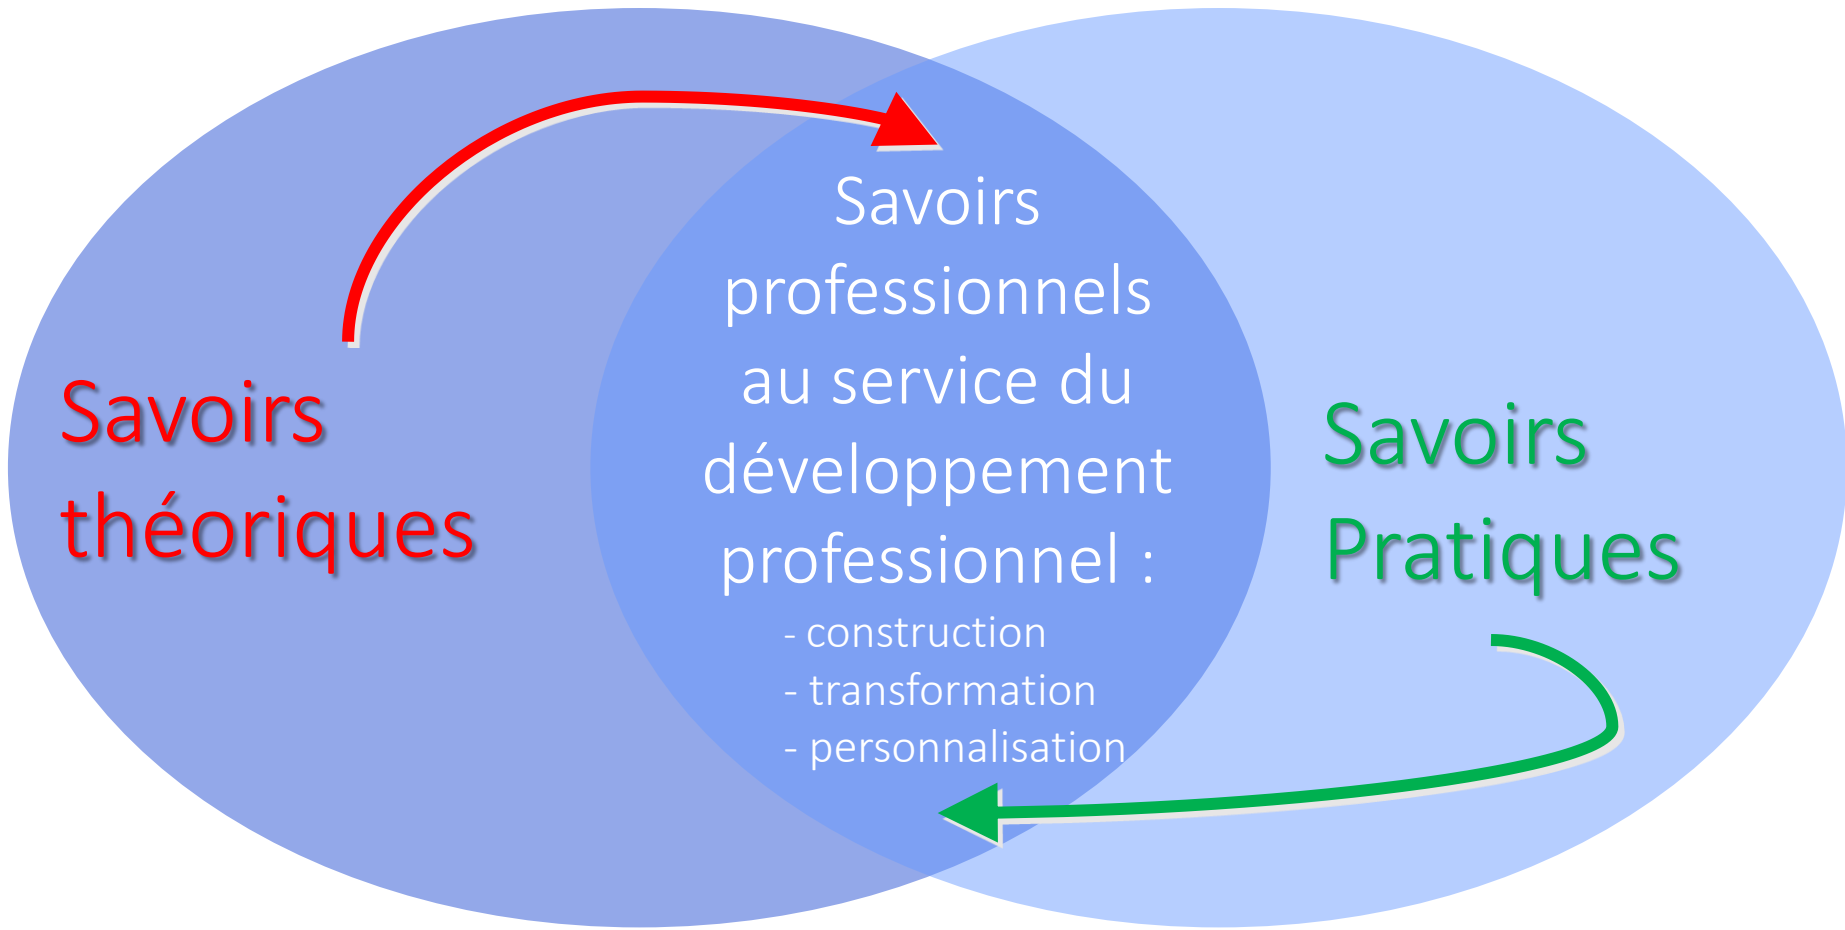 Savoirs
théoriques
Savoirs
professionnels
au service du
développement
professionnel :
- construction
- transformation
- personnalisation
Savoirs
Pratiques